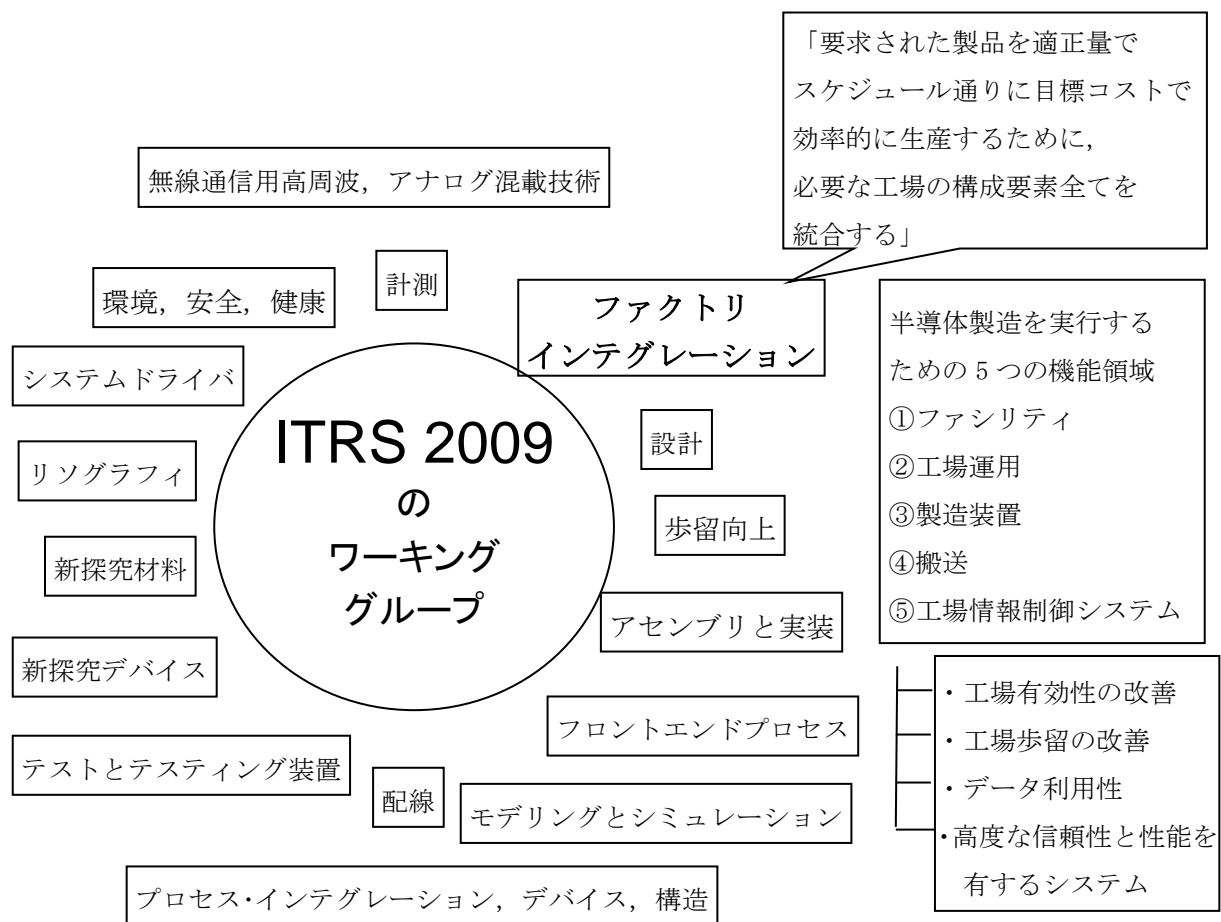 「要求された製品を適正量で
スケジュール通りに目標コストで
効率的に生産するために，
必要な工場の構成要素全てを
統合する」
無線通信用高周波，アナログ混載技術
計測
環境，安全，健康
ファクトリ
インテグレーション
システムドライバ
リソグラフィ
新探究材料
新探究デバイス
テストとテスティング装置
ITRS 2009
の
ワーキング
グループ
設計
歩留向上
アセンブリと実装
フロントエンドプロセス
配線
モデリングとシミュレーション
プロセス・インテグレーション，デバイス，構造
半導体製造を実行する
ための5つの機能領域
①ファシリティ
②工場運用
③製造装置
④搬送
⑤工場情報制御システム
・工場有効性の改善
・工場歩留の改善
・データ利用性
・高度な信頼性と性能を
有するシステム